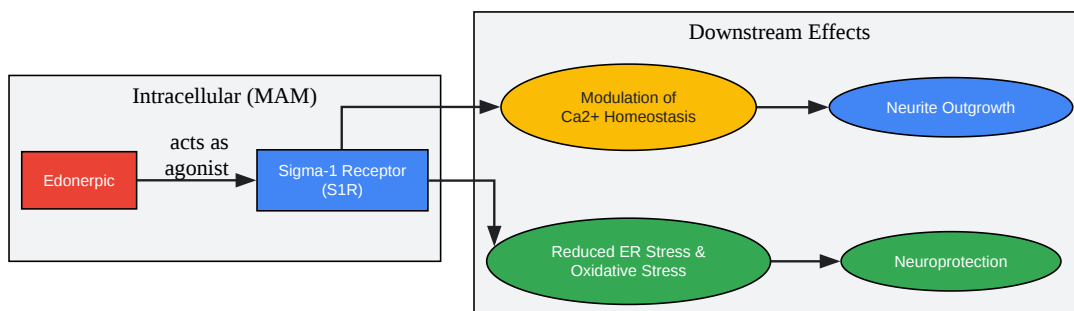 Intracellular (MAM)
Edonerpic
acts as
agonist
Sigma-1 Receptor
(S1R)
Downstream Effects
Modulation of
Ca2+ Homeostasis
Neurite Outgrowth
Reduced ER Stress &
Oxidative Stress
Neuroprotection